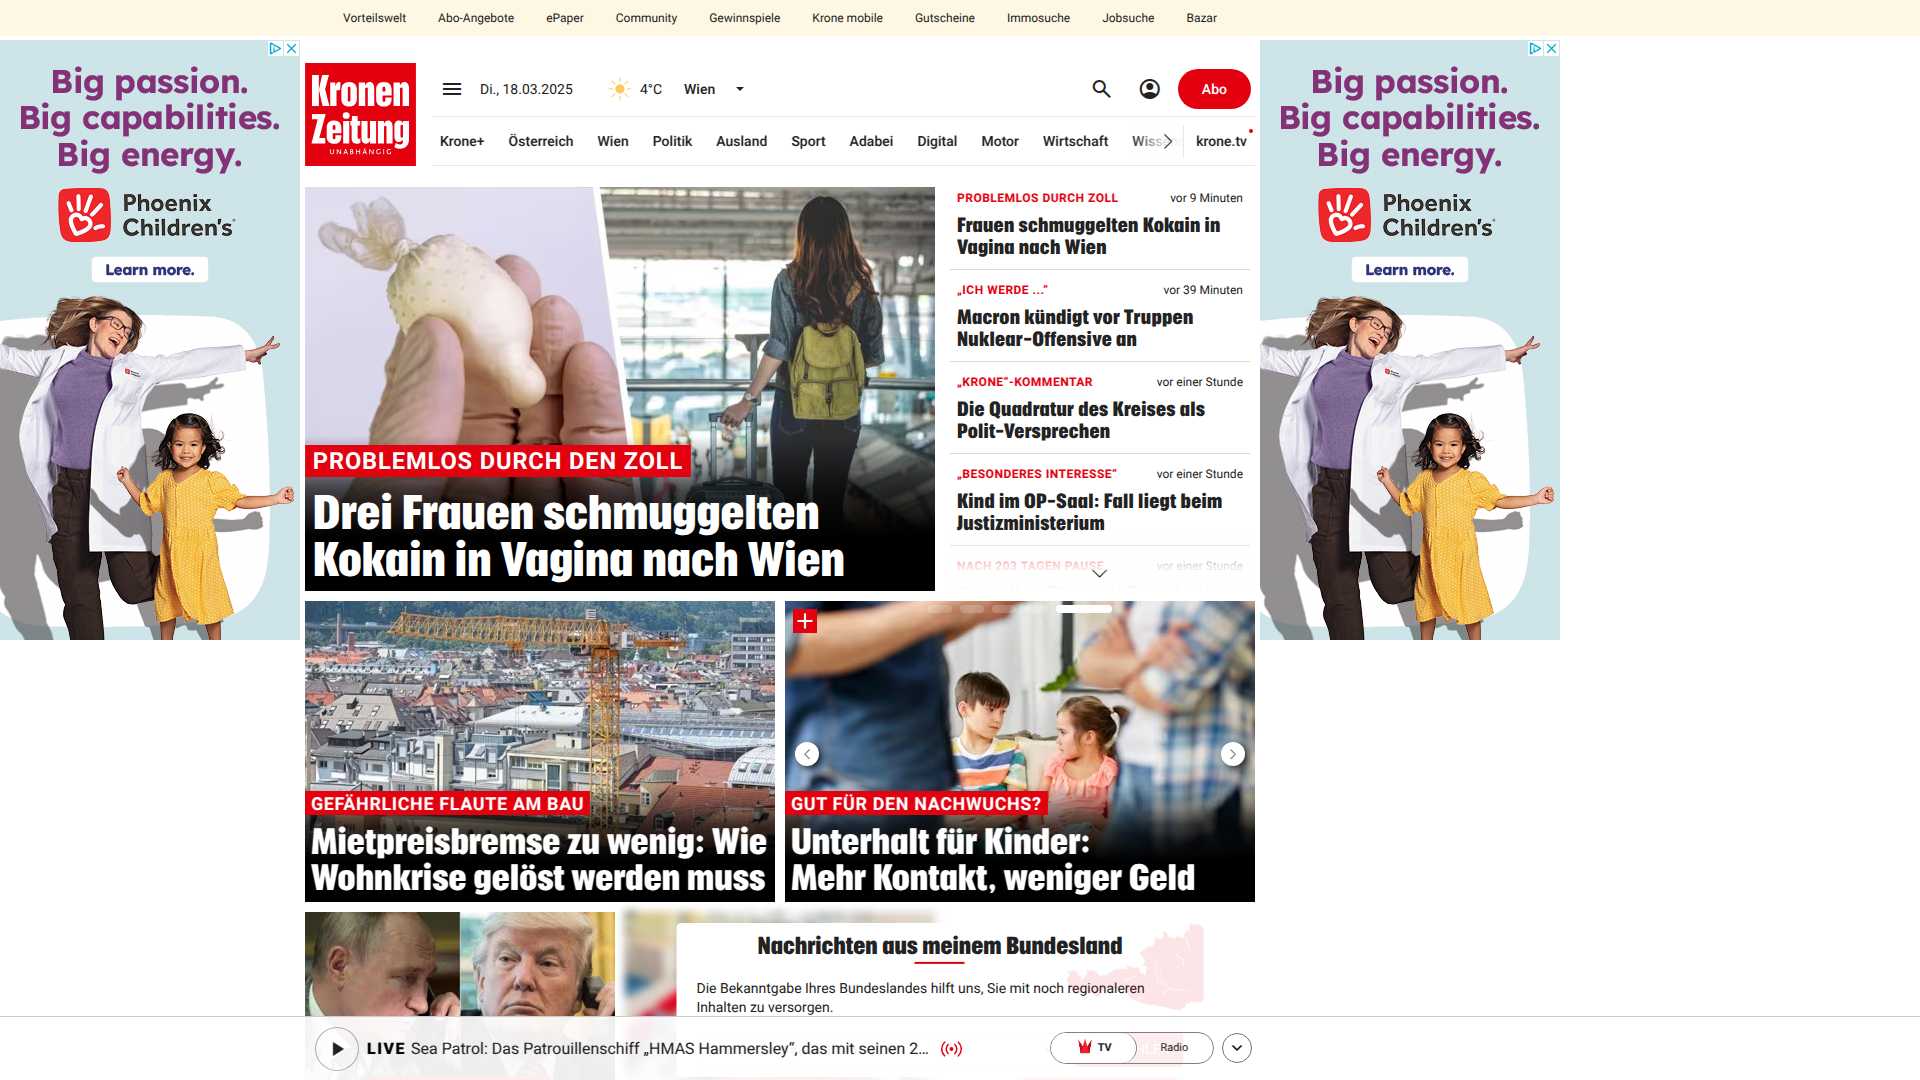 Vorteilswelt
Abo-Angebote
ePaper
Community
Gewinnspiele
Krone mobile
Gutscheine
Immosuche
Jobsuche
Bazar
Big passion.
Big capabilities.
Big energy.
Phoenix
Children's
Learn more.
Kronen
Zeitung
UNABHÄNGIG
Di., 18.03.2025
4°C
Wien
Abo
Krone+
Österreich
Wien
Politik
Ausland
Sport
Adabei
Digital
Motor
Wirtschaft
krone.tv
PROBLEMLOS DURCH DEN ZOLL
Drei Frauen schmuggelten
Kokain in Vagina nach Wien
PROBLEMLOS DURCH ZOLL
vor 9 Minuten
Frauen schmuggelten Kokain in
Vagina nach Wien
„ICH WERDE ...“
vor 39 Minuten
Macron kündigt vor Truppen
Nuklear-Offensive an
„KRONE“-KOMMENTAR
vor einer Stunde
Die Quadratur des Kreises als
Polit-Versprechen
„BESONDERES INTERESSE“
vor einer Stunde
Kind im OP-Saal: Fall liegt beim
Justizministerium
NACH 203 TAGEN PAUSE
vor einer Stunde
Big passion.
Big capabilities.
Big energy.
Phoenix
Children's
Learn more.
GEFÄHRLICHE FLAUTE AM BAU
Mietpreisbremse zu wenig: Wie
Wohnkrise gelöst werden muss
GUT FÜR DEN NACHWUCHS?
Unterhalt für Kinder:
Mehr Kontakt, weniger Geld
Nachrichten aus meinem Bundesland
Die Bekanntgabe Ihres Bundeslandes hilft uns, Sie mit noch regionaleren
Inhalten zu versorgen.
LIVE Sea Patrol: Das Patrouillenschiff „HMAS Hammersley“, das mit seinen 2...
TV
Radio